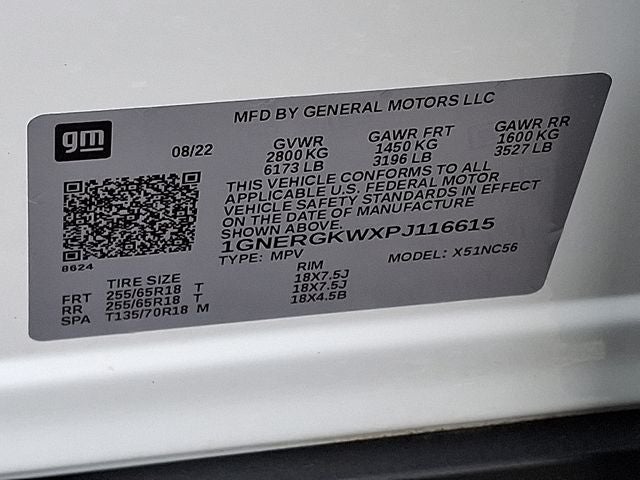 MFD BY GENERAL MOTORS LLC
gm
08/22
GVWR GAWR FRT GAWR RR
2800 KG 1450 KG 1600 KG
6173 LB 3196 LB 3527 LB
THIS VEHICLE CONFORMS TO ALL
APPLICABLE U.S. FEDERAL MOTOR
VEHICLE SAFETY STANDARDS IN EFFECT
ON THE DATE OF MANUFACTURE
SHOWN ABOVE.
1GNERGKWXPJ116615
TYPE: MPV MODEL: X51NC56
8624
TIRE SIZE RIM
FRT 255/65R18 T 18X7.5J
RR 255/65R18 T 18X7.5J
SPA T135/70R18 M 18X4.5B